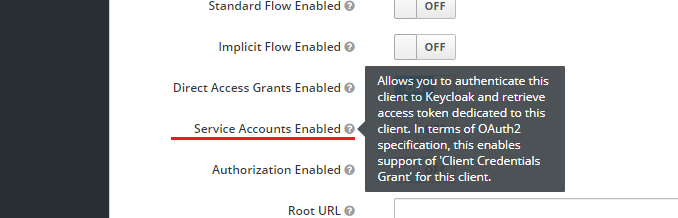 Standard Flow Enabled OFF
Implicit Flow Enabled OFF
Direct Access Grants Enabled
Service Accounts Enabled
Authorization Enabled
Root URL
Allows you to authenticate this
client to Keycloak and retrieve
access token dedicated to this
client. In terms of OAuth2
specification, this enables
support of 'Client Credentials
Grant' for this client.